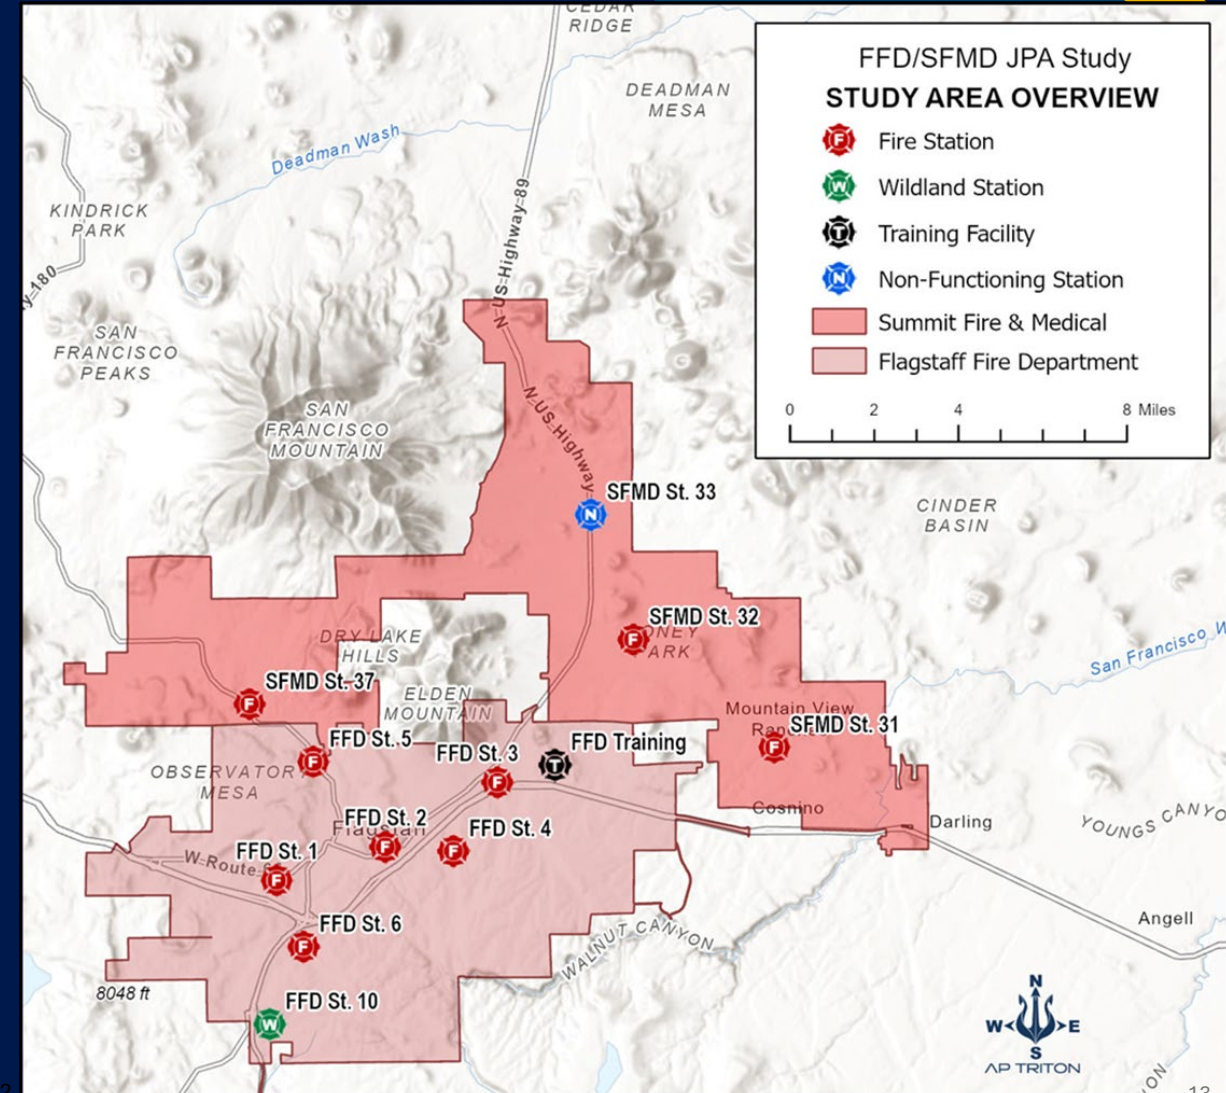 CEDAR
RIDGE
DEADMAN
MESA
Deadman Wash
KINDRICK
PARK
y-180
N US Highway 89
SAN
FRANCISCO
PEAKS
SAN
FRANCISCO
MOUNTAIN
N US Highway
FFD/SFMD JPA Study
STUDY AREA OVERVIEW
Fire Station
Wildland Station
Training Facility
Non-Functioning Station
Summit Fire & Medical
Flagstaff Fire Department
0 2 4 8 Miles
CINDER
BASIN
SFMD St. 33
SFMD St. 32
ONEY
ARK
DRY LAKE
HILLS
San Francisco W
SFMD St. 37
ELDEN
MOUNTAIN
Mountain View
SFMD St. 31
FFD St. 5
FFD St. 3
FFD Training
OBSERVATORY
MESA
Cosnino
Darling
YOUNGS CANYO
FFD St. 2
FFD St. 4
FFD St. 1
W Route
FFD St. 6
WALNUT CANYON
Angell
8048 ft
FFD St. 10
N
W E
S
AP TRITON
ON